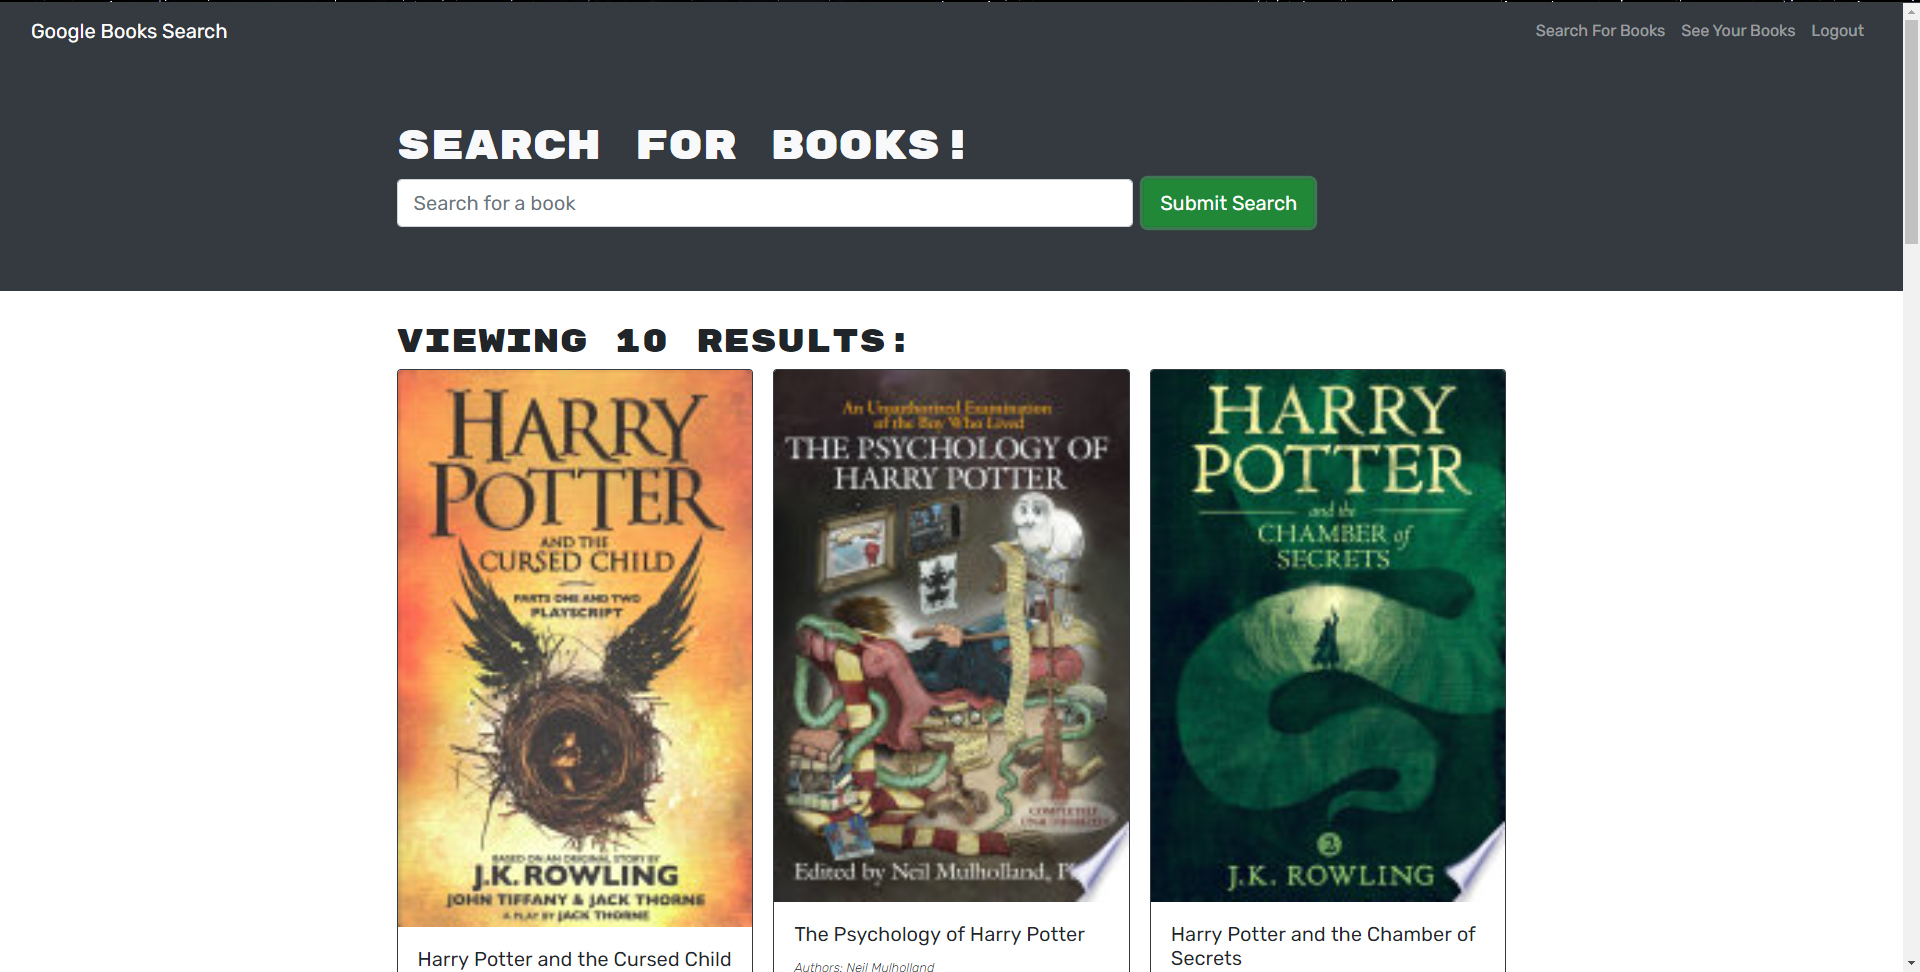 Google Books Search
Search For Books
See Your Books
Logout
SEARCH FOR BOOKS!
Search for a book
Submit Search
VIEWING 10 RESULTS:
HARRY
POTTER
AND THE
CURSED CHILD
PARTS ONE AND TWO
PLAYSCRIPT
BASED ON AN ORIGINAL STORY BY
J.K. ROWLING
JOHN TIFFANY & JACK THORNE
A PLAY BY JACK THORNE
Harry Potter and the Cursed Child
An Unauthorized Examination
of the Boy Who Lived
THE PSYCHOLOGY OF
HARRY POTTER
COMPLETELY
UNAUTHORIZED
Edited by Neil Mulholland, P
The Psychology of Harry Potter
Authors: Neil Mulholland
HARRY
POTTER
and the
CHAMBER of
SECRETS
2
J.K. ROWLING
Harry Potter and the Chamber of
Secrets